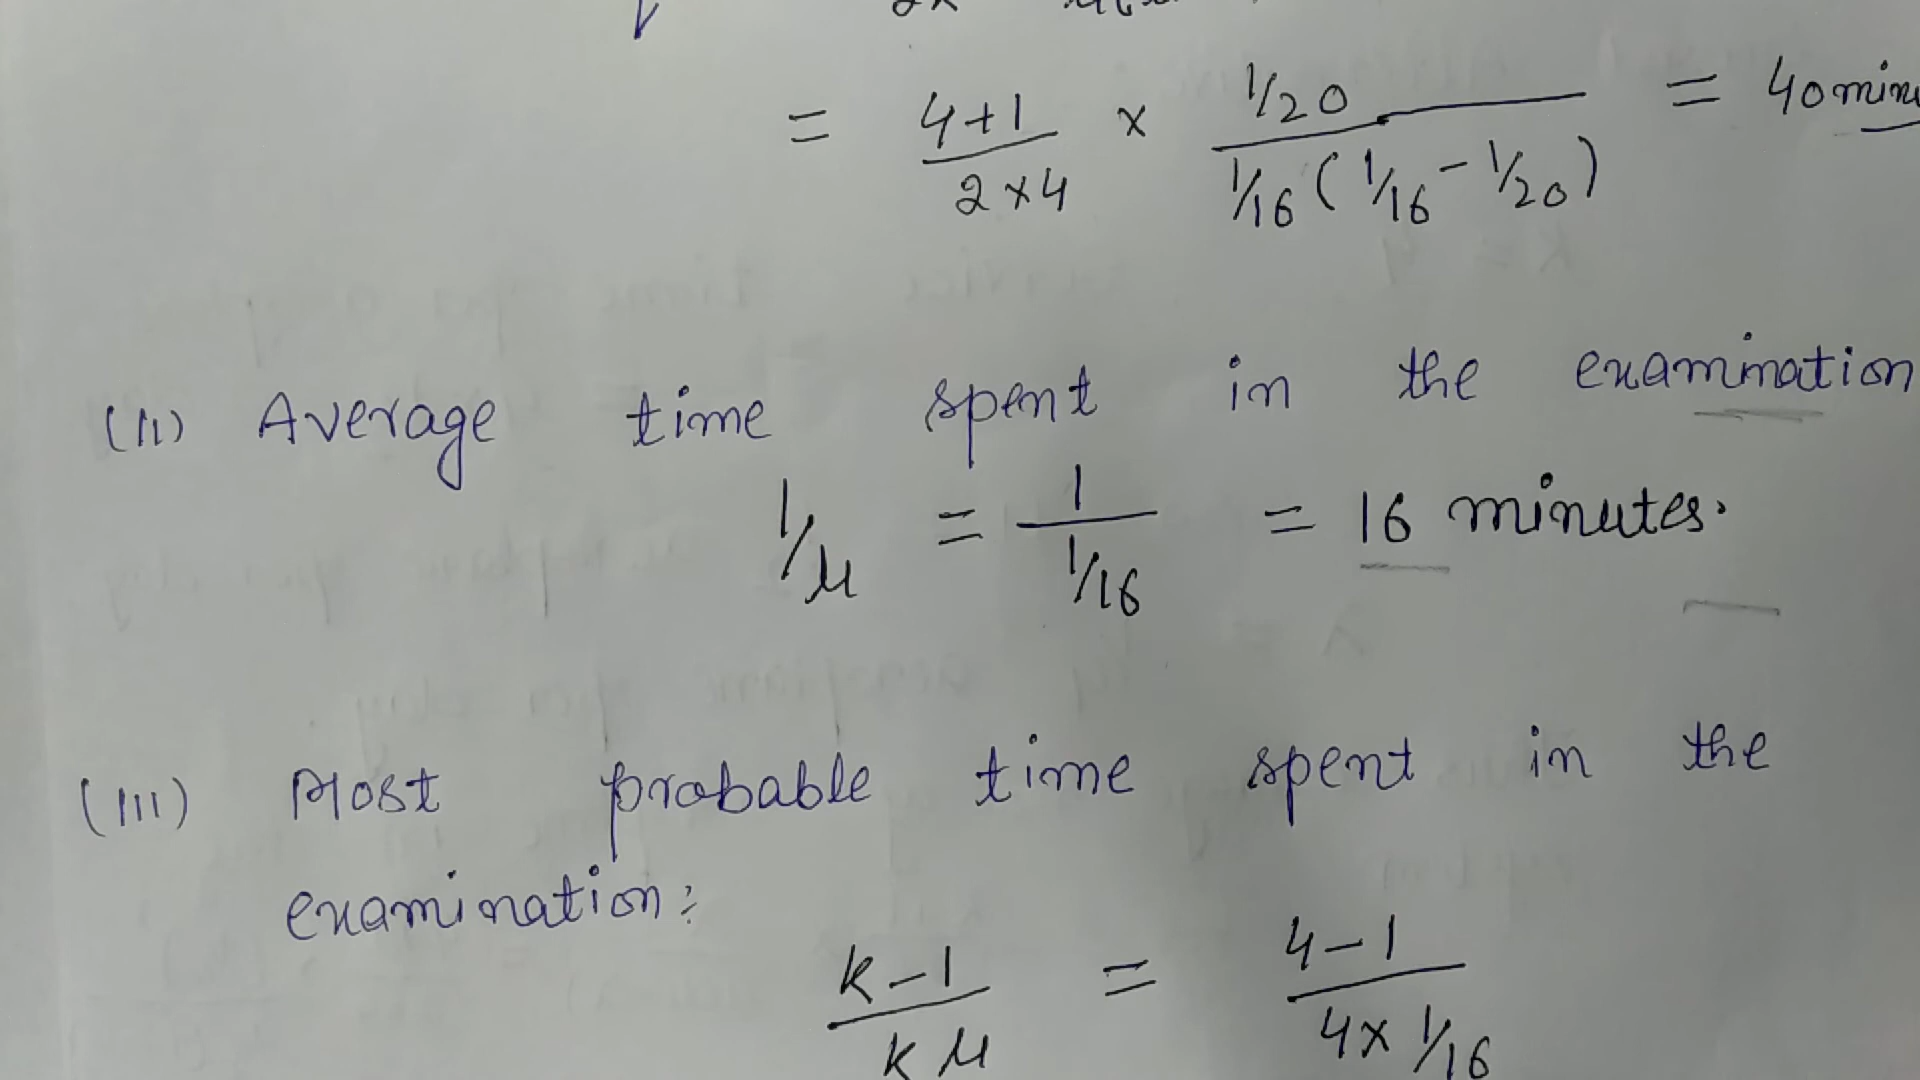 = 4+1 / 2×4 × 1/20 / 1/16 (1/16 - 1/20) = 40
(II) Average time spent in the examination
1/μ = 1 / 1/16 = 16 minutes.
(III) Most probable time spent in the
examination:
k-1 / kμ = 4-1 / 4x 1/16